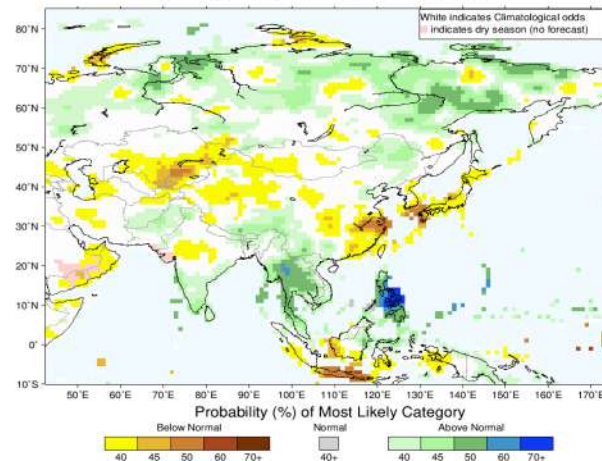 White indicates Climatological odds
indicates dry season (no forecast)
80°N
70°N
60°N
50°N
40°N
30°N
20°N
10°N
0°
10°S
50°E 60°E 70°E 80°E 90°E 100°E 110°E 120°E 130°E 140°E 150°E 160°E 170°E
Probability (%) of Most Likely Category
Below Normal Normal Above Normal
40 45 50 60 70+ 40+ 40 45 50 60 70+